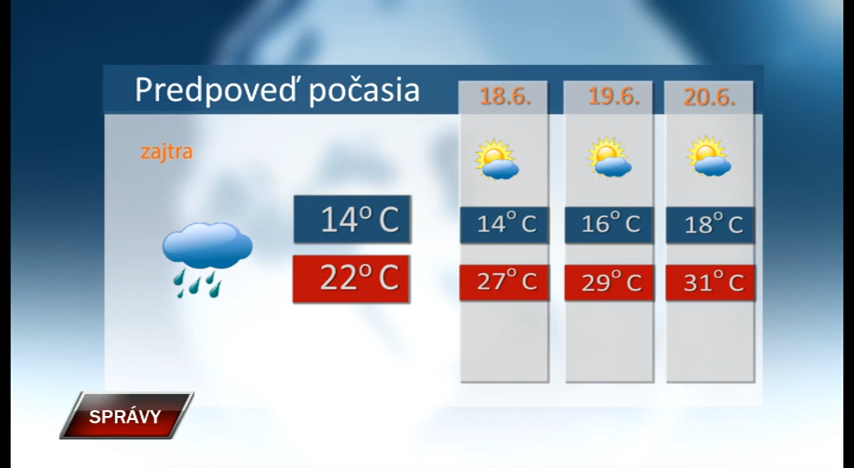 Predpoveď počasia
18.6. 19.6. 20.6.
zajtra
14° C
14° C 16° C 18° C
22° C
27° C 29° C 31° C
SPRÁVY